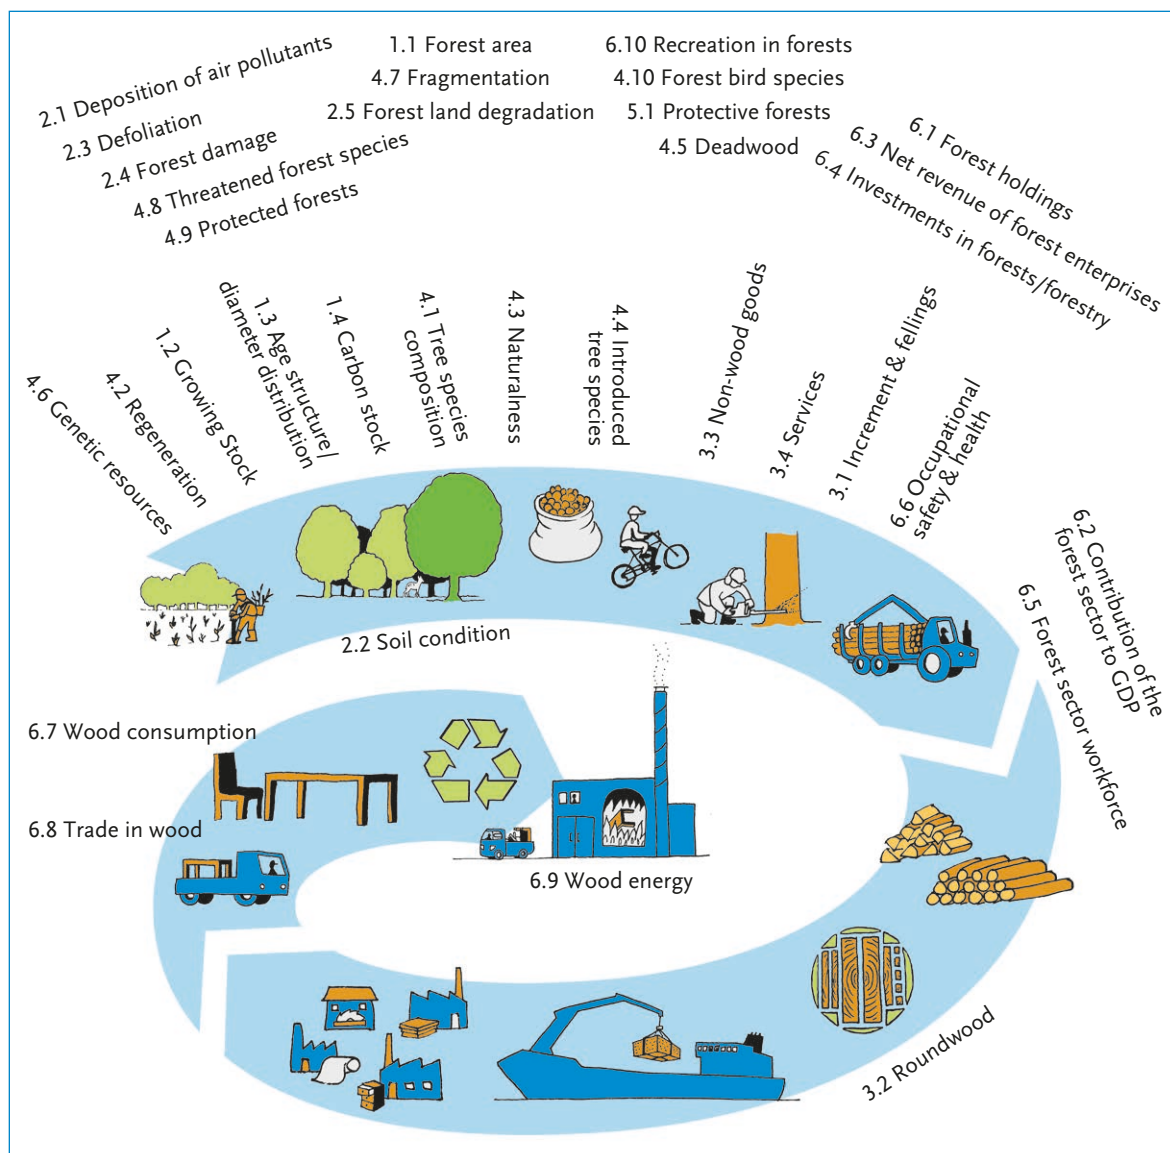 2.1 Deposition of air pollutants
2.3 Defoliation
2.4 Forest damage
4.8 Threatened forest species
4.9 Protected forests
1.1 Forest area
4.7 Fragmentation
2.5 Forest land degradation
6.10 Recreation in forests
4.10 Forest bird species
5.1 Protective forests
4.5 Deadwood
6.1 Forest holdings
6.3 Net revenue of forest enterprises
6.4 Investments in forests/forestry
4.6 Genetic resources
4.2 Regeneration
1.2 Growing Stock
1.3 Age structure/
diameter distribution
1.4 Carbon stock
4.1 Tree species
composition
4.3 Naturalness
4.4 Introduced
tree species
3.3 Non-wood goods
3.4 Services
3.1 Increment & fellings
6.6 Occupational
safety & health
6.2 Contribution of the
forest sector to GDP
6.5 Forest sector workforce
2.2 Soil condition
6.7 Wood consumption
6.8 Trade in wood
6.9 Wood energy
3.2 Roundwood